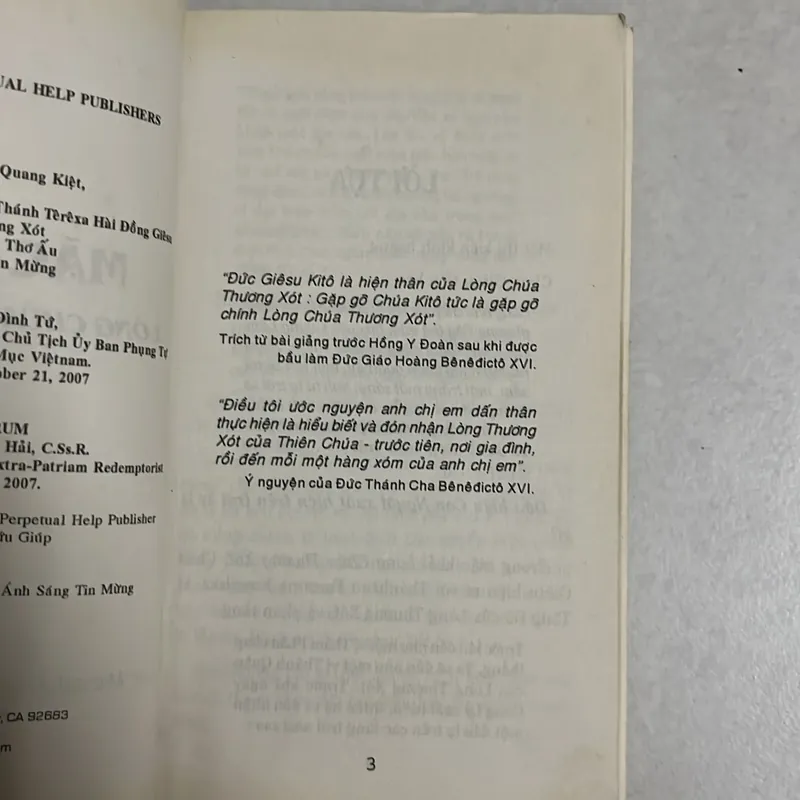 UAL HELP PUBLISHERS
Quang Kiệt,
Thánh Têrêxa Hài Đồng Giêsu
ng Xót
Thơ Ấu
n Mừng
Đình Tứ,
Chủ Tịch Ủy Ban Phụng Tự
Mục Việtnam.
ber 21, 2007
RUM
Hải, C.Ss.R.
xtra-Patriam Redemptorist
2007.
Perpetual Help Publisher
ứu Giúp
Ánh Sáng Tin Mừng
, CA 92683
m
“Đức Giêsu Kitô là hiện thân của Lòng Chúa
Thương Xót : Gặp gỡ Chúa Kitô tức là gặp gỡ
chính Lòng Chúa Thương Xót”.
Trích từ bài giảng trước Hồng Y Đoàn sau khi được
bầu làm Đức Giáo Hoàng Bênêđictô XVI.
“Điều tôi ước nguyện anh chị em dấn thân
thực hiện là hiểu biết và đón nhận Lòng Thương
Xót của Thiên Chúa - trước tiên, nơi gia đình,
rồi đến mỗi một hàng xóm của anh chị em”.
Ý nguyện của Đức Thánh Cha Bênêđictô XVI.
3